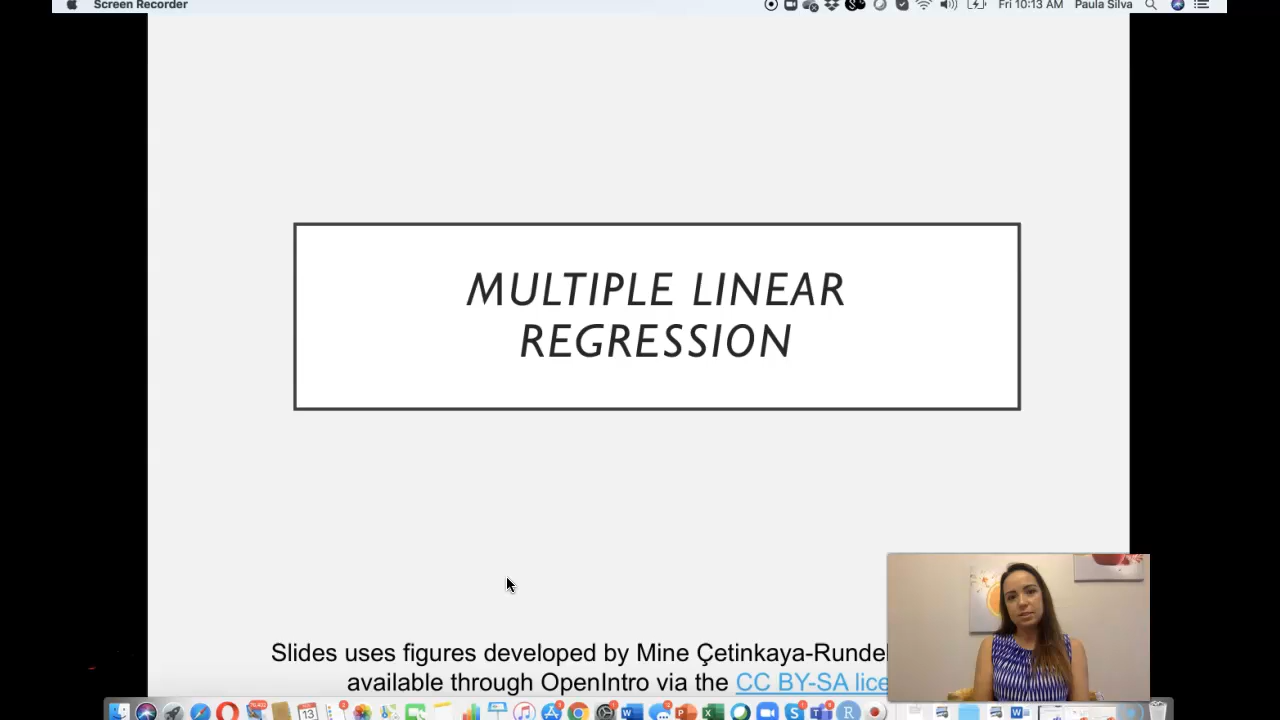 Screen Recorder
Fri 10:13 AM Paula Silva
MULTIPLE LINEAR
REGRESSION
Slides uses figures developed by Mine Çetinkaya-Rundel
available through OpenIntro via the CC BY-SA lice
13